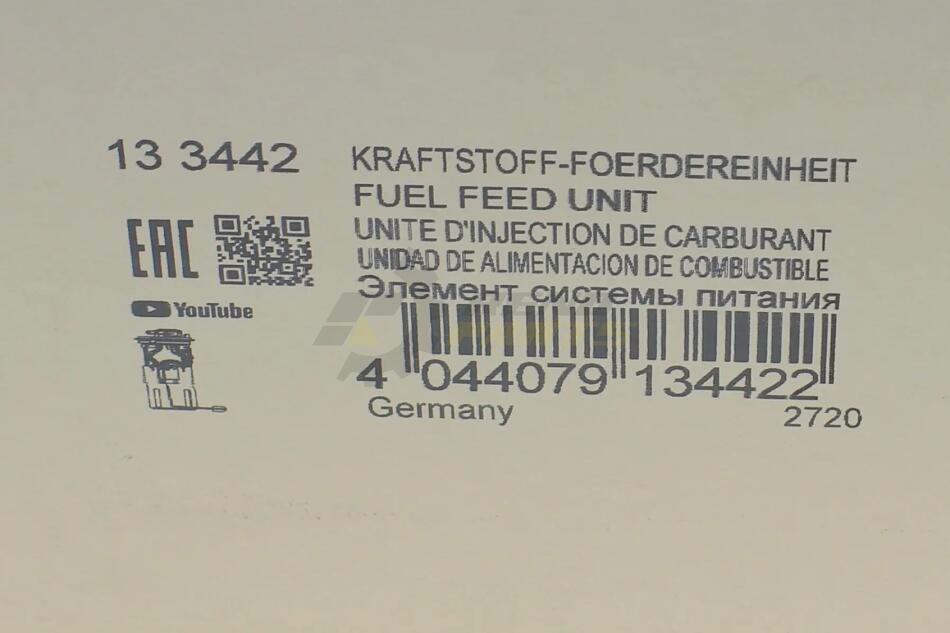 13 3442
KRAFTSTOFF-FOERDEREINHEIT
FUEL FEED UNIT
UNITE D'INJECTION DE CARBURANT
UNIDAD DE ALIMENTACION DE COMBUSTIBLE
Элемент системы питания
EAC
YouTube
4 044079 134422
Germany
2720